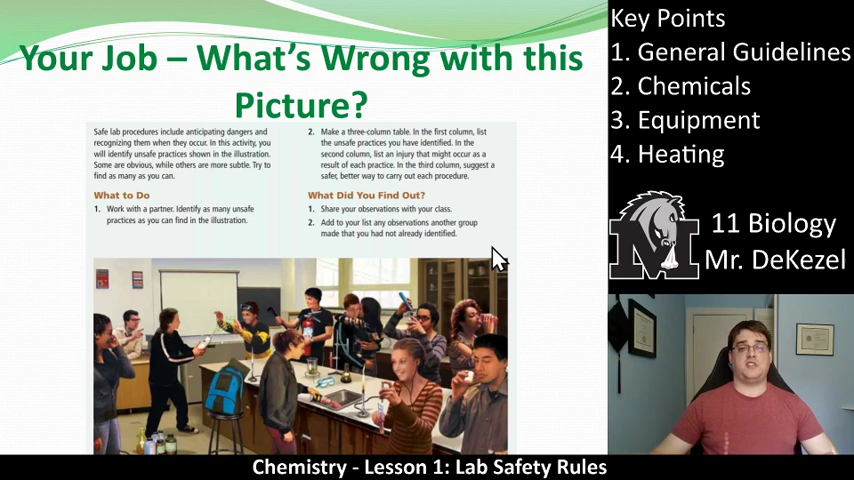 Your Job – What's Wrong with this
Picture?
Safe lab procedures include anticipating dangers and
recognizing them when they occur. In this activity, you
will identify unsafe practices shown in the illustration.
Some are obvious, while others are more subtle. Try to
find as many as you can.
What to Do
1. Work with a partner. Identify as many unsafe
practices as you can find in the illustration.
2. Make a three-column table. In the first column, list
the unsafe practices you have identified. In the
second column, list an injury that might occur as a
result of each practice. In the third column, suggest a
safer, better way to carry out each procedure.
What Did You Find Out?
1. Share your observations with your class.
2. Add to your list any observations another group
made that you had not already identified.
Key Points
1. General Guidelines
2. Chemicals
3. Equipment
4. Heating
M
11 Biology
Mr. DeKezel
Chemistry - Lesson 1: Lab Safety Rules